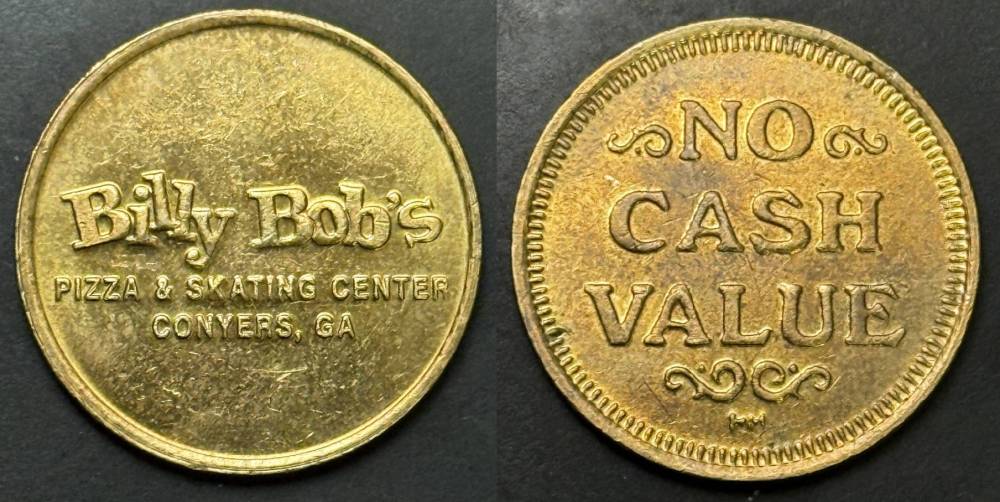 Billy Bob's
PIZZA & SKATING CENTER
CONYERS, GA
NO
CASH
VALUE